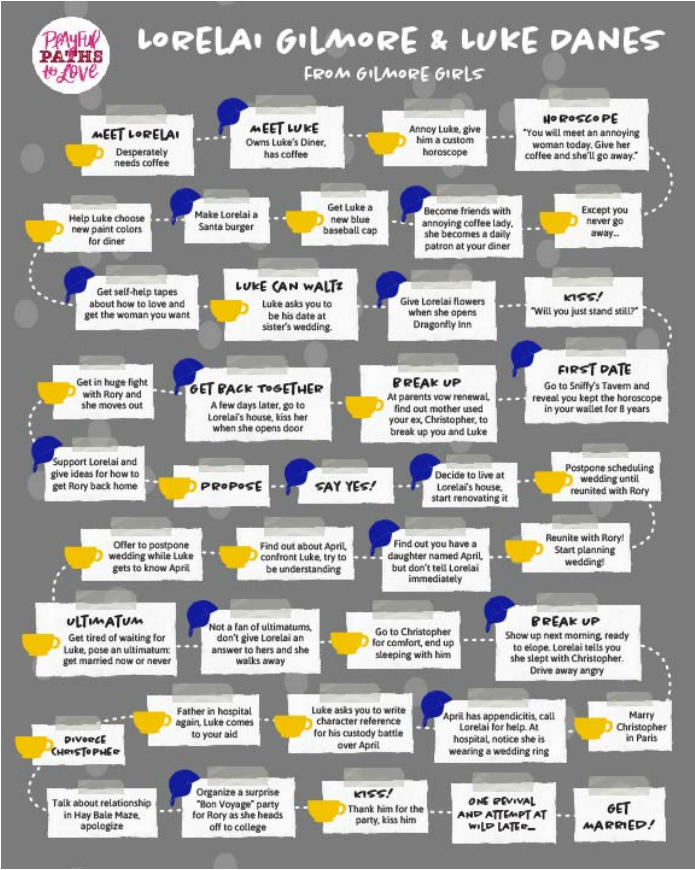 PLAYFUL
PATHS
to LOVE
LORELAI GILMORE & LUKE DANES
FROM GILMORE GIRLS
MEET LORELAI
Desperately
needs coffee
MEET LUKE
Owns Luke's Diner,
has coffee
Annoy Luke, give
him a custom
horoscope
HOROSCOPE
"You will meet an annoying
woman today. Give her
coffee and she'll go away."
Except you
never go
away...
Become friends with
annoying coffee lady,
she becomes a daily
patron at your diner
Get Luke a
new blue
baseball cap
Make Lorelai a
Santa burger
Help Luke choose
new paint colors
for diner
Get self-help tapes
about how to love and
get the woman you want
LUKE CAN WALTZ
Luke asks you to
be his date at
sister's wedding.
Give Lorelai flowers
when she opens
Dragonfly Inn
KISS!
"Will you just stand still?"
FIRST DATE
Go to Sniffy's Tavern and
reveal you kept the horoscope
in your wallet for 8 years
BREAK UP
At parents vow renewal,
find out mother used
your ex, Christopher, to
break up you and Luke
GET BACK TOGETHER
A few days later, go to
Lorelai's house, kiss her
when she opens door
Get in huge fight
with Rory and
she moves out
Support Lorelai and
give ideas for how to
get Rory back home
PROPOSE
SAY YES!
Decide to live at
Lorelai's house,
start renovating it
Postpone scheduling
wedding until
reunited with Rory
Reunite with Rory!
Start planning
wedding!
Find out you have a
daughter named April,
but don't tell Lorelai
immediately
Find out about April,
confront Luke, try to
be understanding
Offer to postpone
wedding while Luke
gets to know April
ULTIMATUM
Get tired of waiting for
Luke, pose an ultimatum:
get married now or never
Not a fan of ultimatums,
don't give Lorelai an
answer to hers and she
walks away
Go to Christopher
for comfort, end up
sleeping with him
BREAK UP
Show up next morning, ready
to elope. Lorelai tells you
she slept with Christopher.
Drive away angry
Marry
Christopher
in Paris
April has appendicitis, call
Lorelai for help. At
hospital, notice she is
wearing a wedding ring
Luke asks you to write
character reference
for his custody battle
over April
Father in hospital
again, Luke comes
to your aid
DIVORCE
CHRISTOPHER
Talk about relationship
in Hay Bale Maze,
apologize
Organize a surprise
"Bon Voyage" party
for Rory as she heads
off to college
KISS!
Thank him for the
party, kiss him
ONE REVIVAL
AND ATTEMPT AT
WILD LATER...
GET
MARRIED!